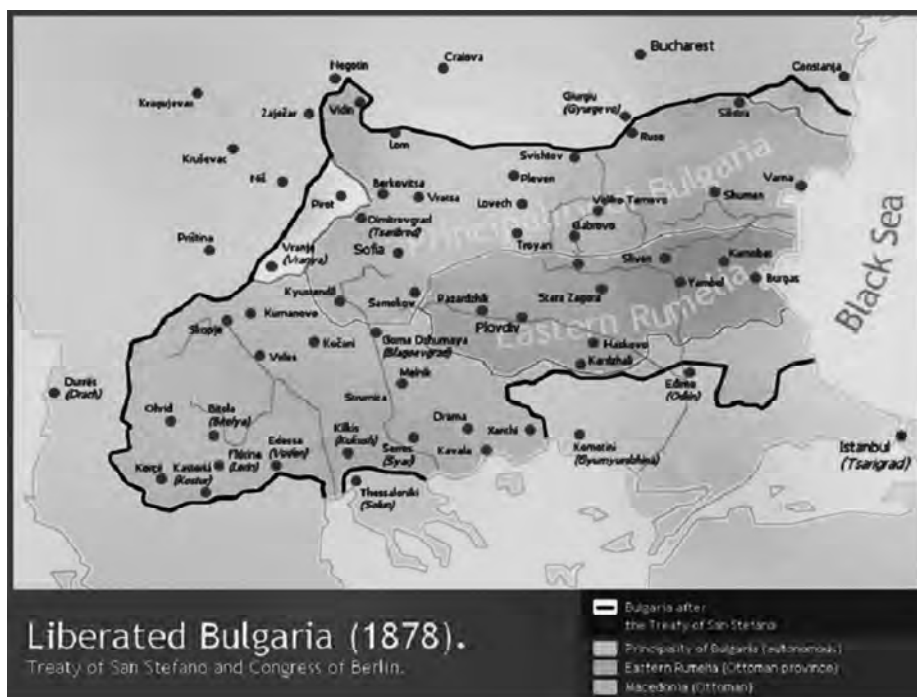 Bucharest
Craiova
Negotin
Constanța
Kragujevac
Zaječar
Vidin
Giurgiu
(Gyurgevo)
Silistra
Ruse
Lom
Kruševac
Svishtov
Pleven
Niš
Berkovitsa
Vratsa
Pirot
Lovech
Veliko Tarnovo
Shumen
Varna
Dimitrovgrad
(Tsaribrod)
Principality of Bulgaria
Priština
Sofia
Troyan
Gabrovo
Vranje
(Vranya)
Sliven
Karnobat
Kyustendil
Samokov
Pazardzhik
Stara Zagora
Yambol
Burgas
Black Sea
Skopje
Kumanovo
Plovdiv
Eastern Rumelia
Kočani
Gorna Dzhumaya
(Blagoevgrad)
Haskovo
Veles
Kardzhali
Melnik
Edirne
(Odrin)
Durrës
(Drach)
Strumica
Ohrid
Bitola
(Bitolya)
Drama
Xanthi
Kilkis
(Kukush)
Edessa
(Voden)
Serres
(Syar)
Kavala
Komotini
(Gyumyurdzhina)
Istanbul
(Tsarigrad)
Korçë
Kastoria
(Kostur)
Florina
(Lerin)
Thessaloniki
(Solun)
Liberated Bulgaria (1878).
Treaty of San Stefano and Congress of Berlin.
Bulgaria after
the Treaty of San Stefano
Principality of Bulgaria (autonomous)
Eastern Rumelia (Ottoman province)
Macedonia (Ottoman)